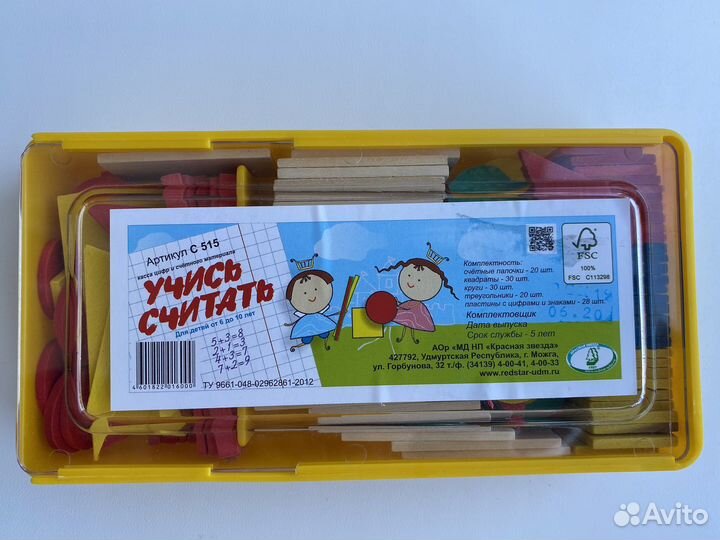 Артикул С 515
касса цифр и счётного материала
УЧИСЬ
СЧИТАТЬ
Для детей от 6 до 10 лет
5+3=8
2+1=3
4+3=7
7+2=9
4601822016000
ТУ 9661-048-02962861-2012
Комплектность:
счётные палочки - 20 шт.
квадраты - 30 шт.
круги - 30 шт.
треугольники - 20 шт.
пластины с цифрами и знаками - 28 шт.
Комплектовщик
Дата выпуска
Срок службы - 5 лет
АОр «МД НП «Красная звезда»
427792, Удмуртская Республика, г. Можга,
ул. Горбунова, 32 т./ф. (34139) 4-00-41, 4-00-33
www.redstar-udm.ru
FSC
100%
FSC C113298
Avito